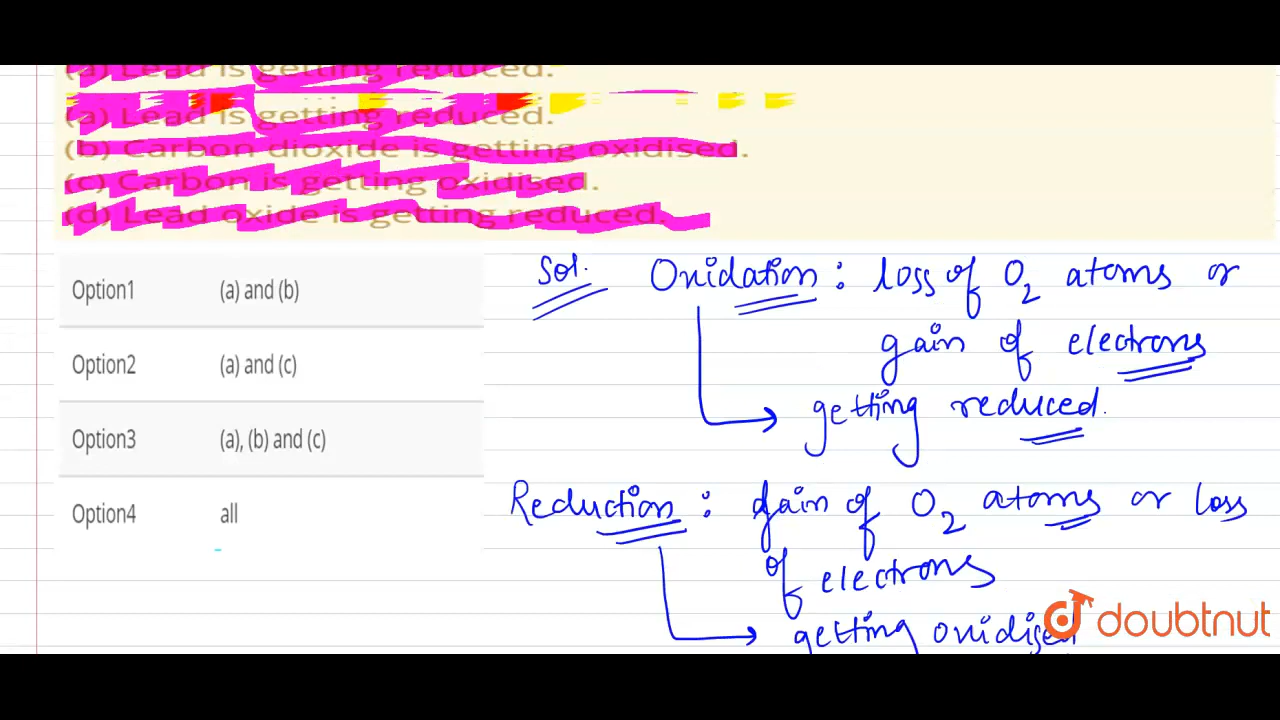 (a) Lead is getting reduced.
(a) Lead is getting reduced.
(b) Carbon dioxide is getting oxidised.
(c) Carbon is getting oxidised.
(d) Lead oxide is getting reduced.
Option1 (a) and (b)
Option2 (a) and (c)
Option3 (a), (b) and (c)
Option4 all
Sol. Oxidation : loss of O2 atoms or
gain of electrons
getting reduced.
Reduction : gain of O2 atoms or loss
of electrons
getting oxidised
doubtnut